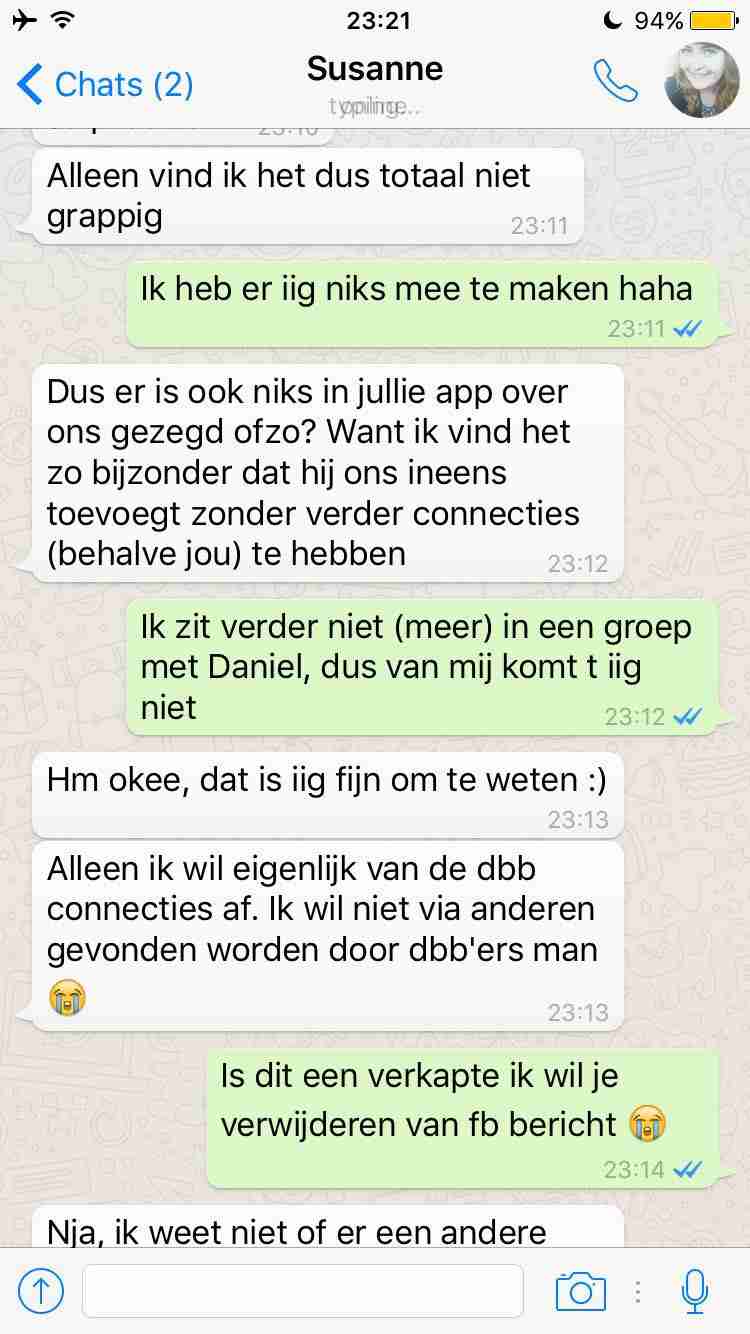 23:21
94%
Chats (2)
Susanne
23:10
Alleen vind ik het dus totaal niet
grappig
23:11
Ik heb er iig niks mee te maken haha
23:11
Dus er is ook niks in jullie app over
ons gezegd ofzo? Want ik vind het
zo bijzonder dat hij ons ineens
toevoegt zonder verder connecties
(behalve jou) te hebben
23:12
Ik zit verder niet (meer) in een groep
met Daniel, dus van mij komt t iig
niet
23:12
Hm okee, dat is iig fijn om te weten :)
23:13
Alleen ik wil eigenlijk van de dbb
connecties af. Ik wil niet via anderen
gevonden worden door dbb'ers man
😭
23:13
Is dit een verkapte ik wil je
verwijderen van fb bericht 😭
23:14
Nja, ik weet niet of er een andere